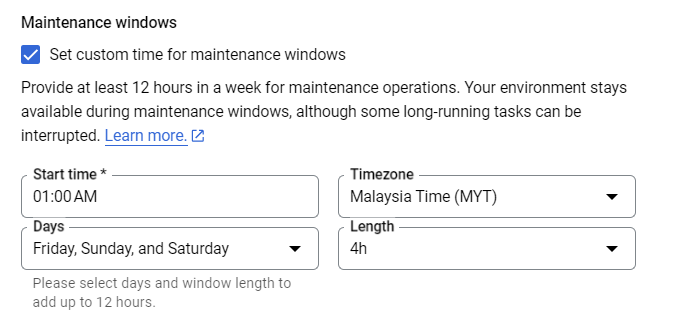 Maintenance windows
Set custom time for maintenance windows
Provide at least 12 hours in a week for maintenance operations. Your environment stays
available during maintenance windows, although some long-running tasks can be
interrupted. Learn more.
Start time *
01:00 AM
Timezone
Malaysia Time (MYT)
Days
Friday, Sunday, and Saturday
Length
4h
Please select days and window length to
add up to 12 hours.